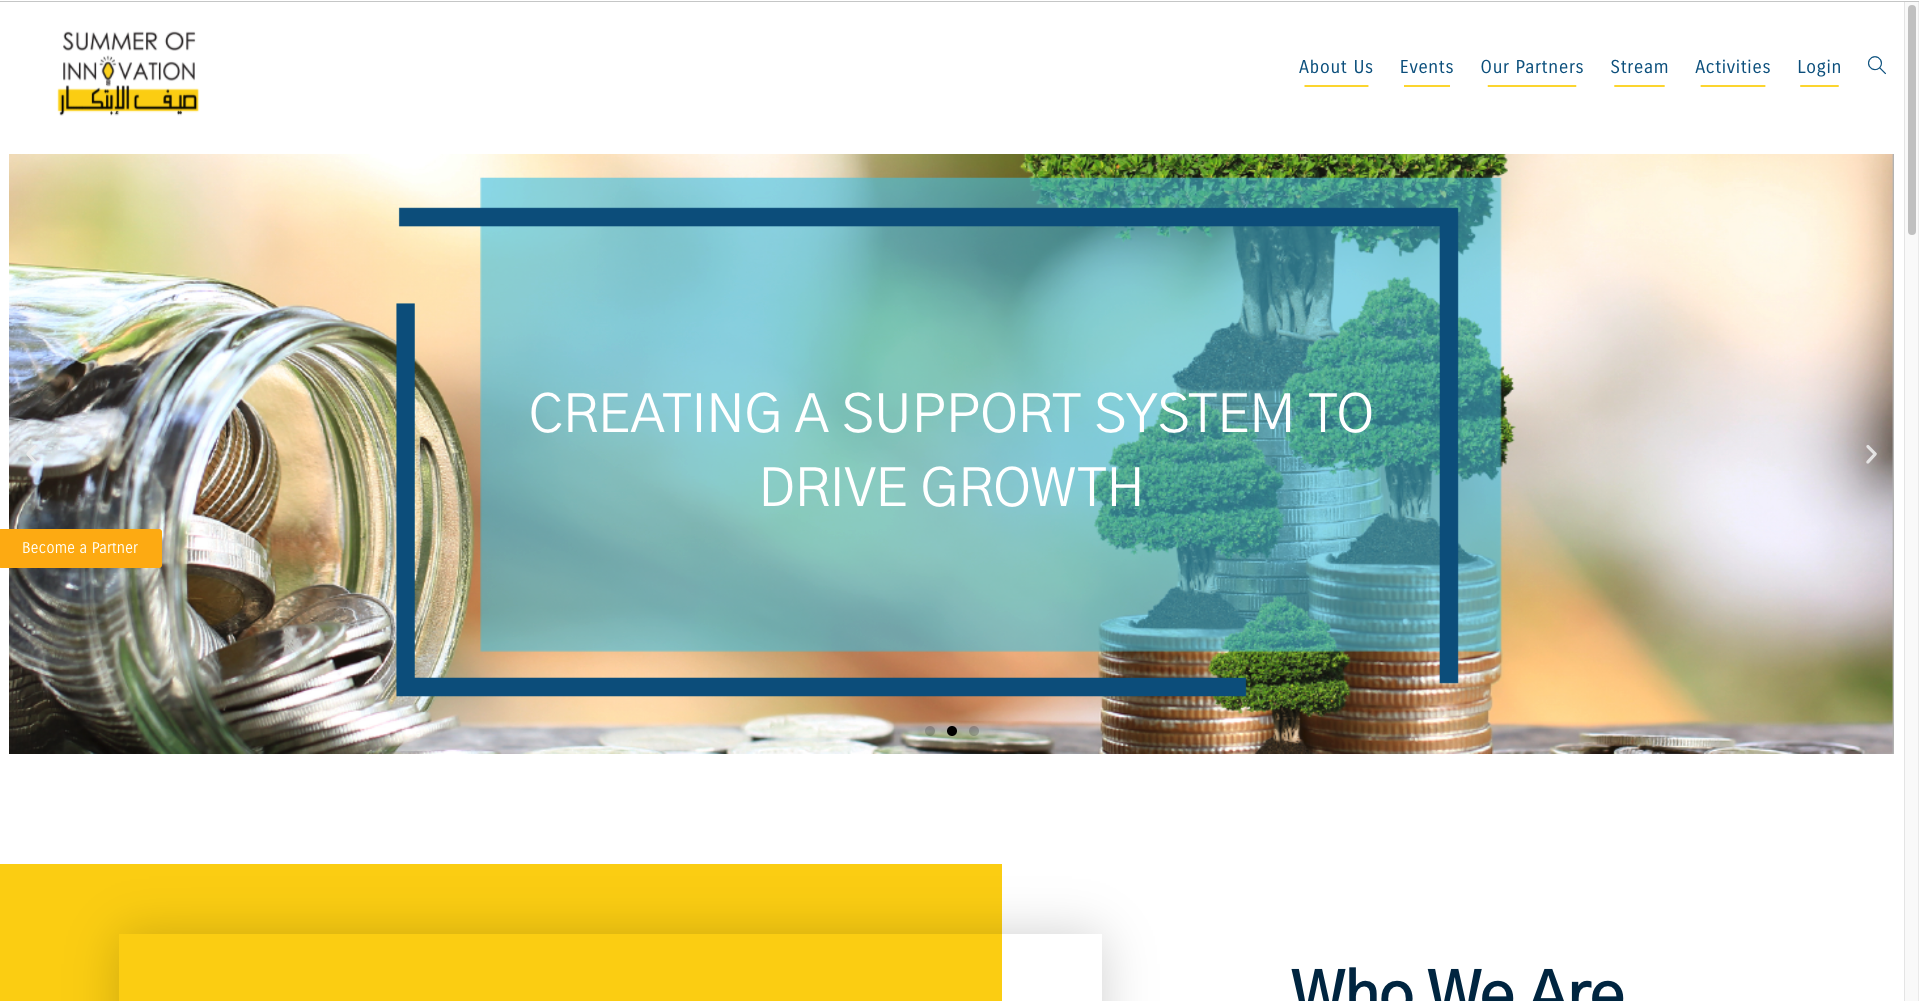 SUMMER OF
INNOVATION
صيف الإبتكار
About Us
Events
Our Partners
Stream
Activities
Login
CREATING A SUPPORT SYSTEM TO
DRIVE GROWTH
Become a Partner
Who We Are